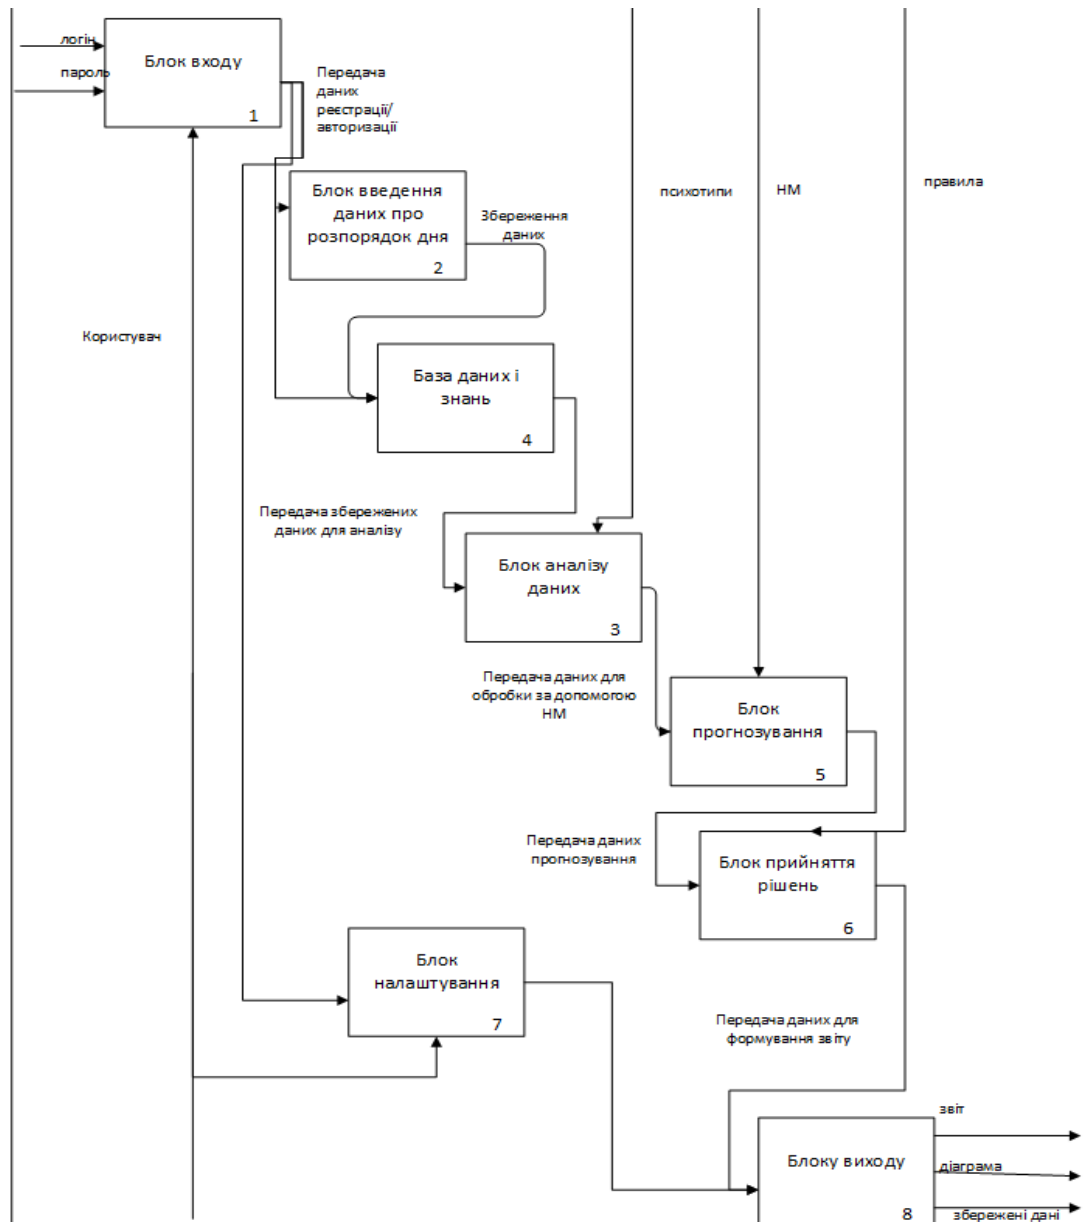 логін
пароль
Блок входу
1
Передача
даних
реєстрації/
авторизації
Блок введення
даних про
розпорядок дня
2
Збереження
даних
психотипи
НМ
правила
Користувач
База даних і
знань
4
Передача збережених
даних для аналізу
Блок аналізу
даних
3
Передача даних для
обробки за допомогою
НМ
Блок
прогнозування
5
Передача даних
прогнозування
Блок прийняття
рішень
6
Блок
налаштування
7
Передача даних для
формування звіту
Блоку виходу
8
звіт
діаграма
збережені дані